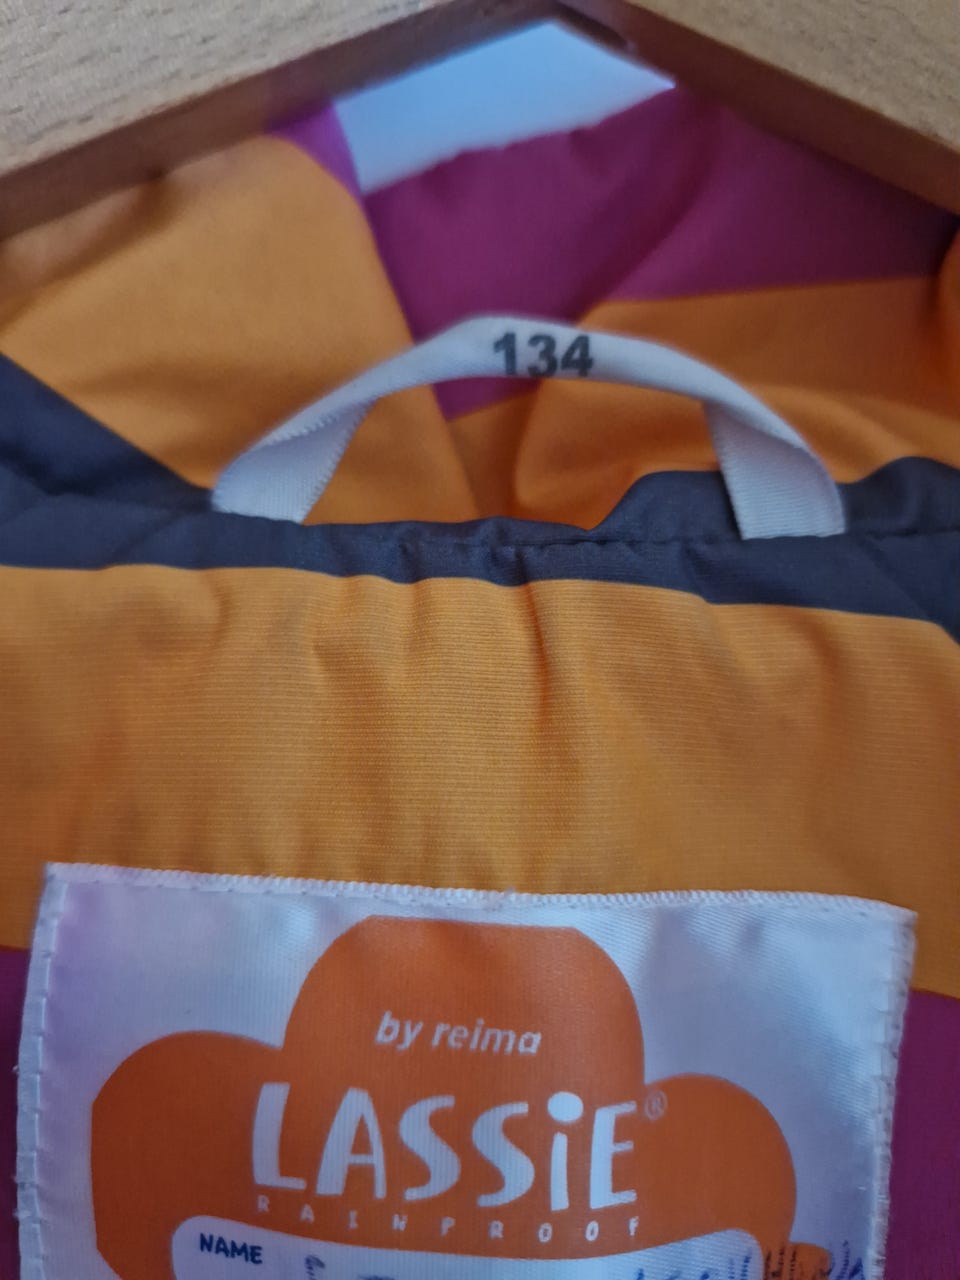 134
by reima
LASSiE®
RAINPROOF
NAME